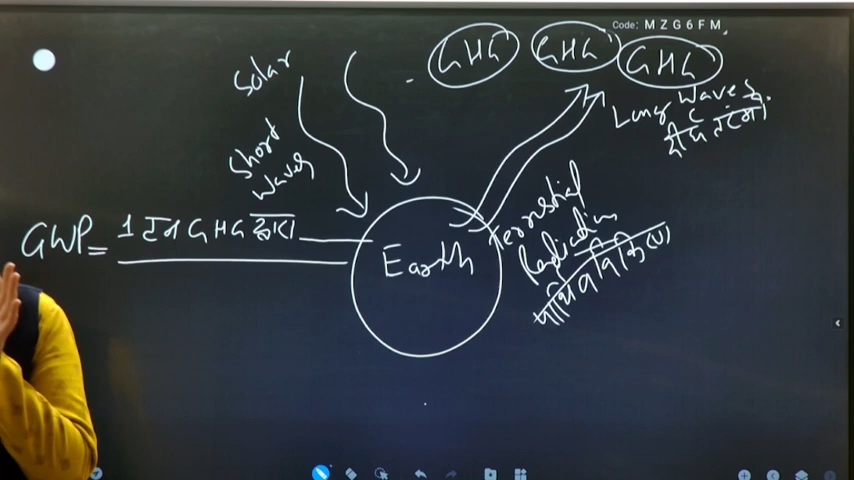 Code: M Z G 6 F M
GHG GHG GHG
Solar
Short
Waves
Long Waves
दीर्घ तरंग
GWP = 1 टन GHG द्वारा
Earth
Terrestial
Radiation
पार्थिव विकिरण